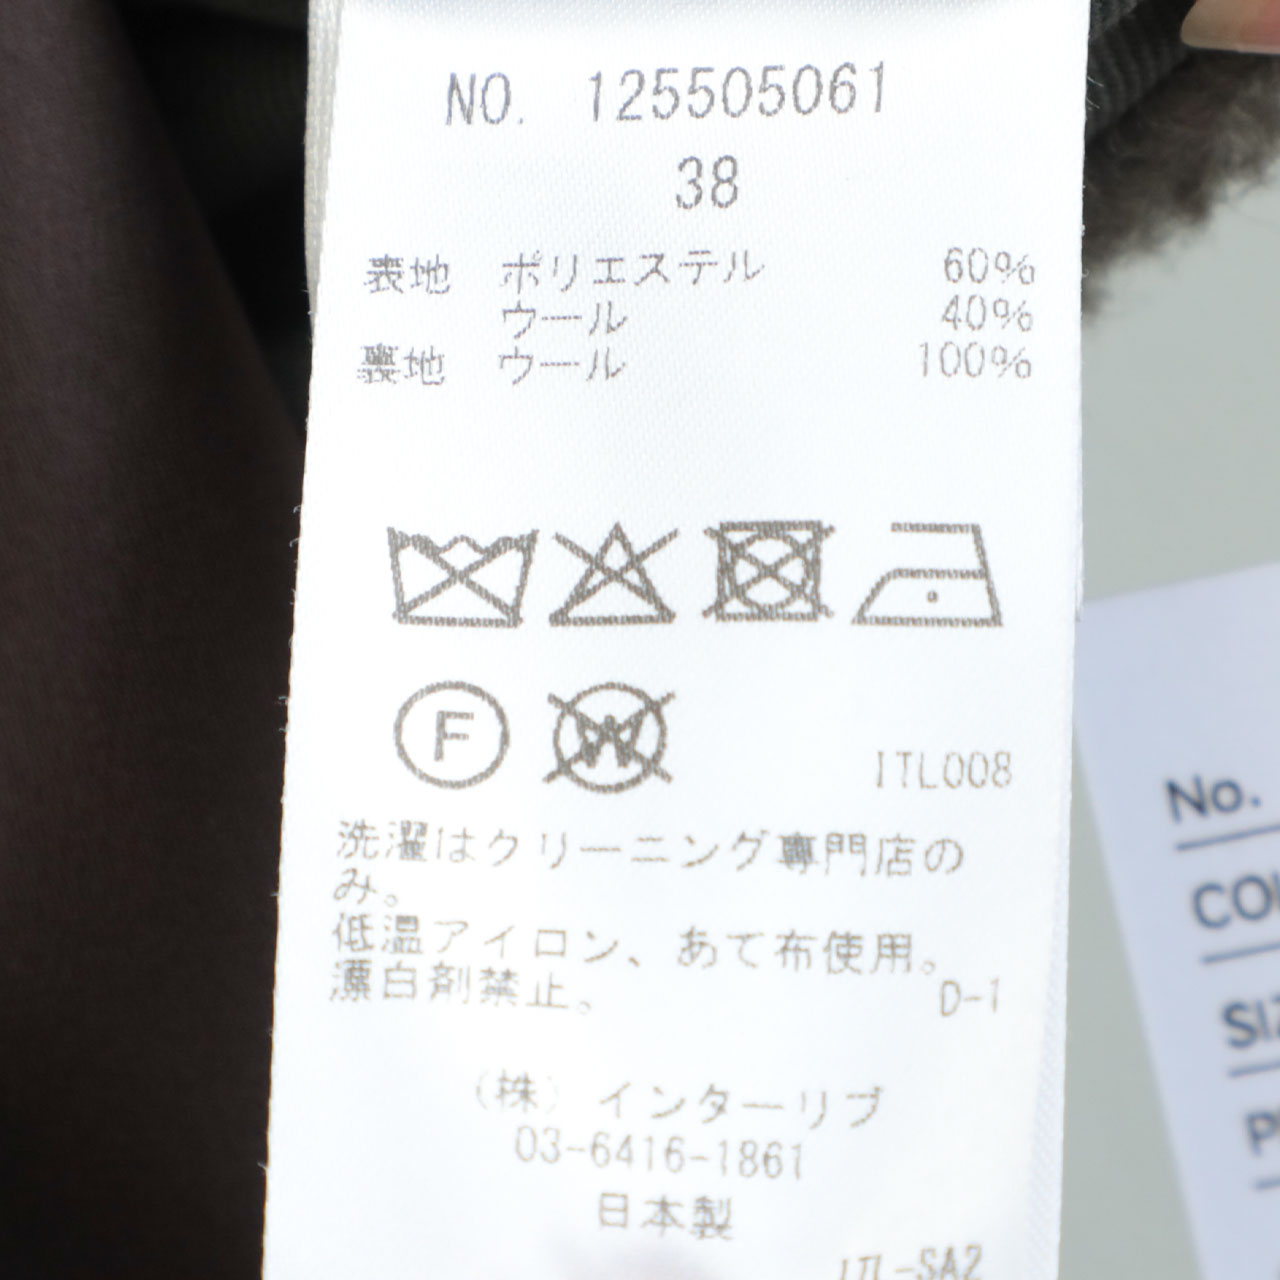 NO. 125505061
38
表地 ポリエステル 60%
ウール 40%
裏地 ウール 100%
F
W
ITL008
洗濯はクリーニング専門店の
み。
低温アイロン、あて布使用。
漂白剤禁止。
D-1
(株) インターリブ
03-6416-1861
日本製
ITL-SA2
No.